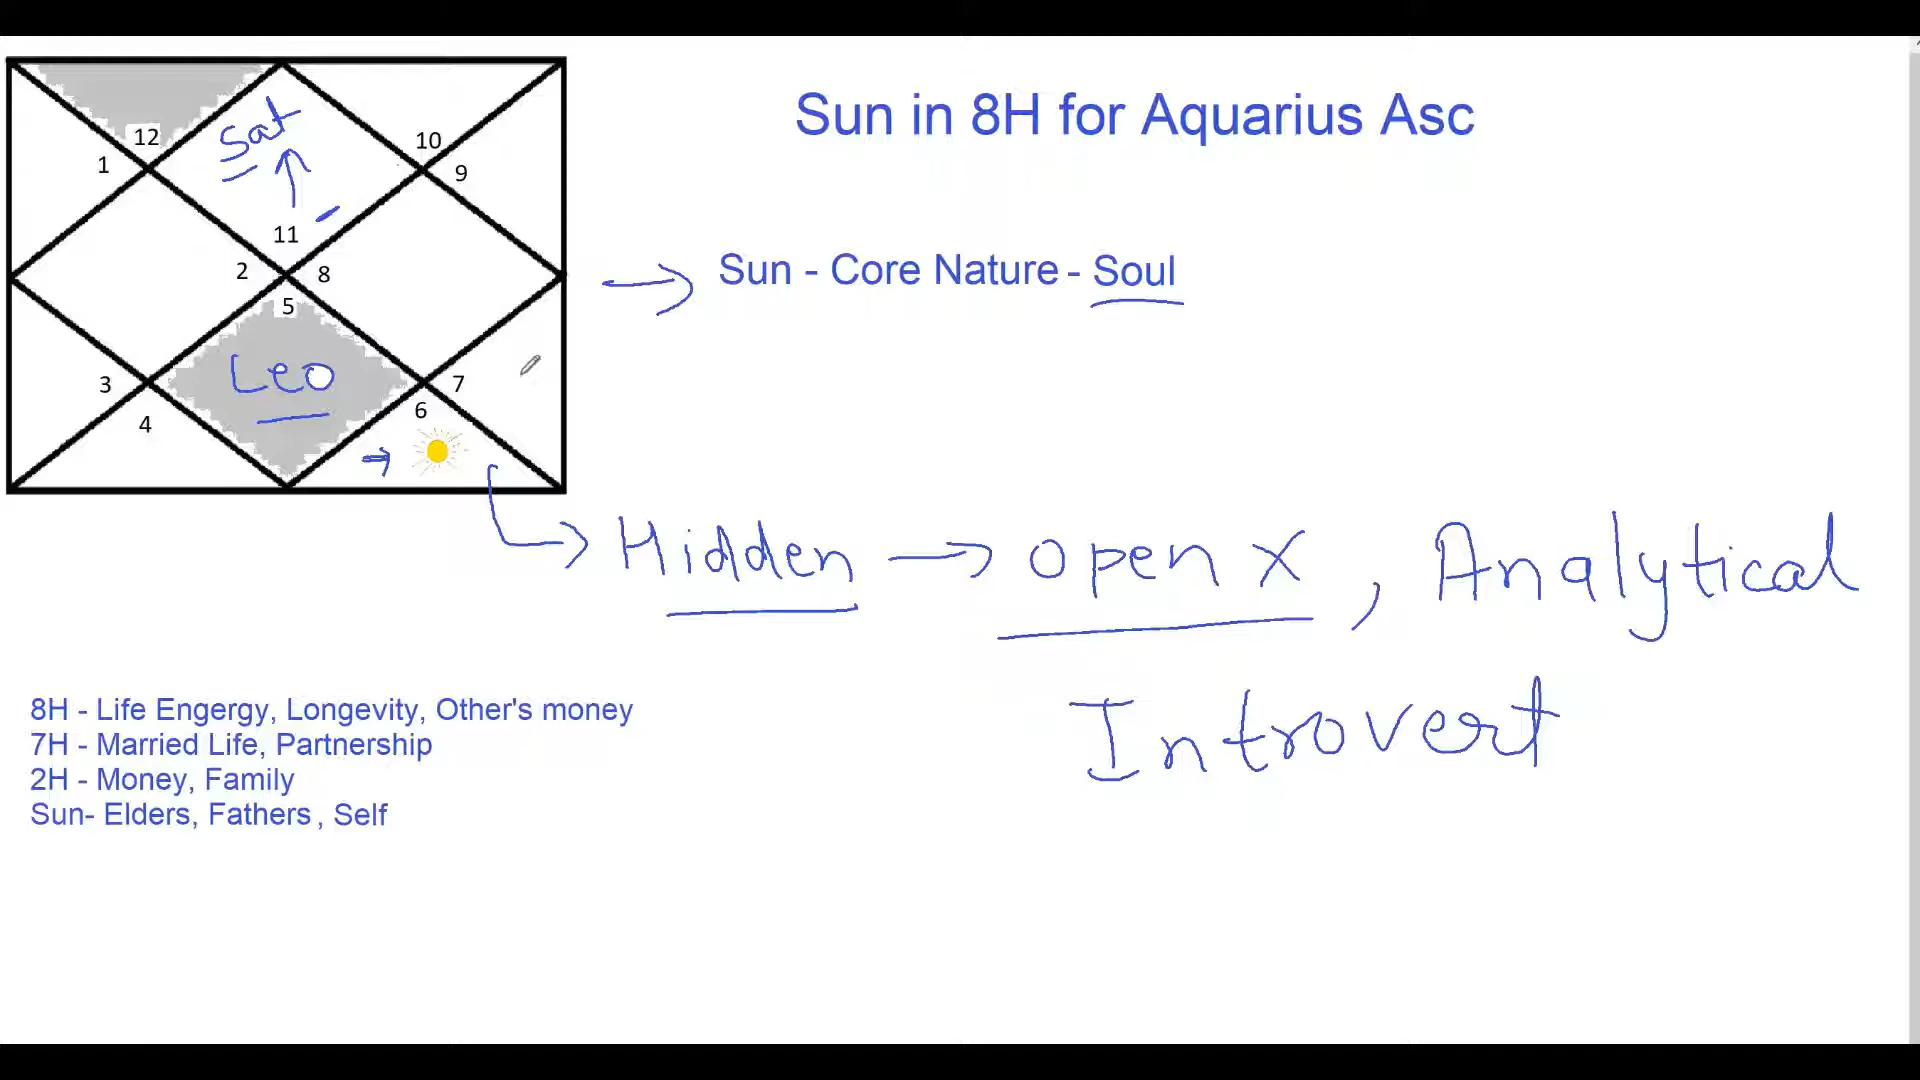 Sun in 8H for Aquarius Asc
12
Sat
10
1
9
11
2
8
Sun - Core Nature - Soul
5
Leo
3
7
6
4
Hidden → open x , Analytical
Introvert
8H - Life Engergy, Longevity, Other's money
7H - Married Life, Partnership
2H - Money, Family
Sun- Elders, Fathers , Self